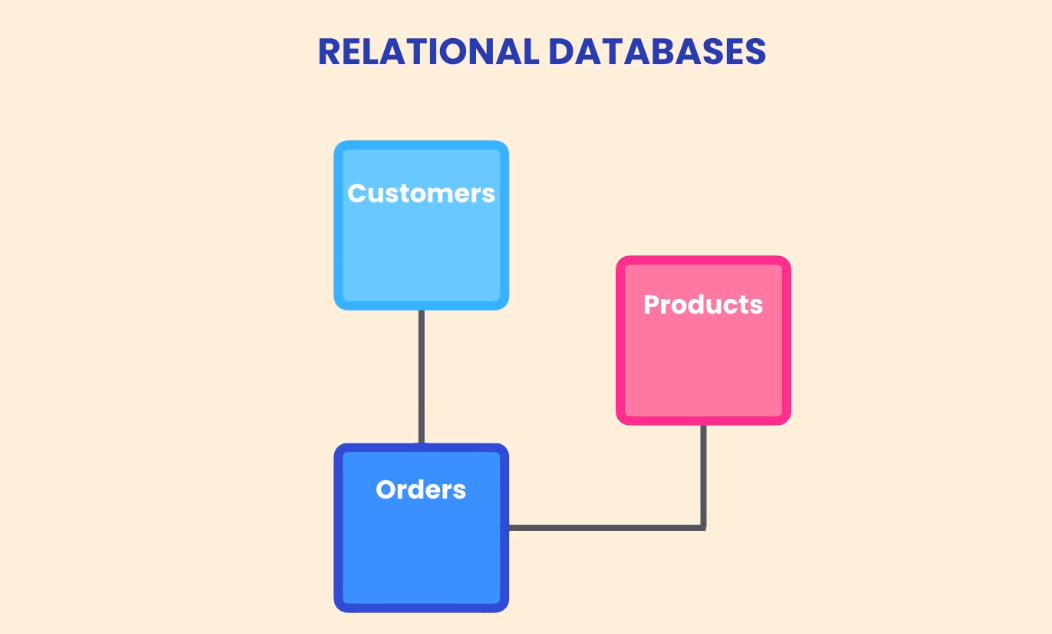 RELATIONAL DATABASES
Customers
Products
Orders